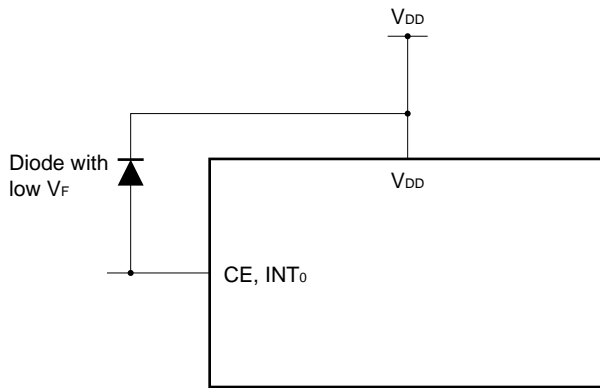 VDD
Diode with
low VF
VDD
CE, INT0